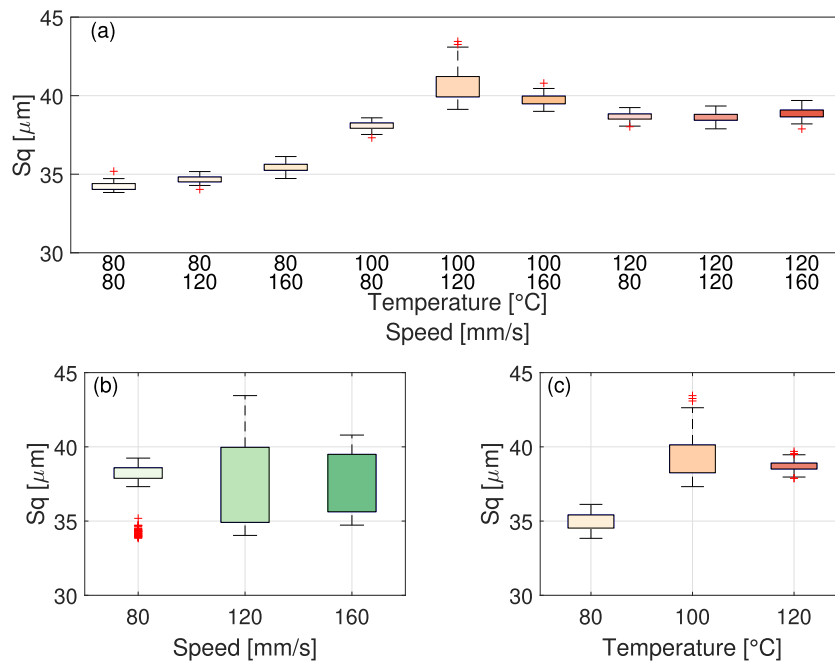 (a)
45
40
35
30
Sq [μm]
80 80 80 100 100 100 120 120 120
80 120 160 80 120 160 80 120 160
Temperature [°C]
Speed [mm/s]
(b)
45
40
35
30
Sq [μm]
80 120 160
Speed [mm/s]
(c)
45
40
35
30
Sq [μm]
80 100 120
Temperature [°C]